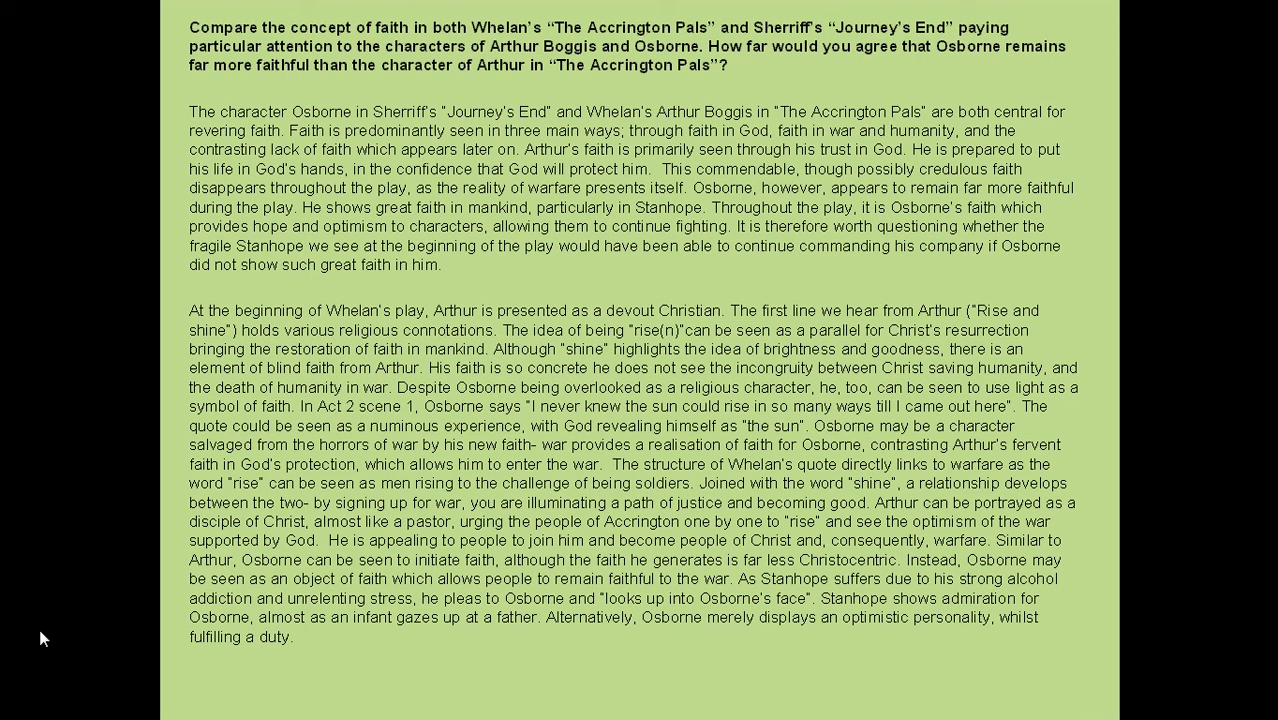 Compare the concept of faith in both Whelan's "The Accrington Pals" and Sherriff's "Journey's End" paying
particular attention to the characters of Arthur Boggis and Osborne. How far would you agree that Osborne remains
far more faithful than the character of Arthur in "The Accrington Pals"?
The character Osborne in Sherriff's "Journey's End" and Whelan's Arthur Boggis in "The Accrington Pals" are both central for
revering faith. Faith is predominantly seen in three main ways; through faith in God, faith in war and humanity, and the
contrasting lack of faith which appears later on. Arthur's faith is primarily seen through his trust in God. He is prepared to put
his life in God's hands, in the confidence that God will protect him.  This commendable, though possibly credulous faith
disappears throughout the play, as the reality of warfare presents itself. Osborne, however, appears to remain far more faithful
during the play. He shows great faith in mankind, particularly in Stanhope. Throughout the play, it is Osborne's faith which
provides hope and optimism to characters, allowing them to continue fighting. It is therefore worth questioning whether the
fragile Stanhope we see at the beginning of the play would have been able to continue commanding his company if Osborne
did not show such great faith in him.
At the beginning of Whelan's play, Arthur is presented as a devout Christian. The first line we hear from Arthur ("Rise and
shine") holds various religious connotations. The idea of being "rise(n)"can be seen as a parallel for Christ's resurrection
bringing the restoration of faith in mankind. Although "shine" highlights the idea of brightness and goodness, there is an
element of blind faith from Arthur. His faith is so concrete he does not see the incongruity between Christ saving humanity, and
the death of humanity in war. Despite Osborne being overlooked as a religious character, he, too, can be seen to use light as a
symbol of faith. In Act 2 scene 1, Osborne says "I never knew the sun could rise in so many ways till I came out here". The
quote could be seen as a numinous experience, with God revealing himself as "the sun". Osborne may be a character
salvaged from the horrors of war by his new faith- war provides a realisation of faith for Osborne, contrasting Arthur's fervent
faith in God's protection, which allows him to enter the war.  The structure of Whelan's quote directly links to warfare as the
word "rise" can be seen as men rising to the challenge of being soldiers. Joined with the word "shine", a relationship develops
between the two- by signing up for war, you are illuminating a path of justice and becoming good. Arthur can be portrayed as a
disciple of Christ, almost like a pastor, urging the people of Accrington one by one to "rise" and see the optimism of the war
supported by God.  He is appealing to people to join him and become people of Christ and, consequently, warfare. Similar to
Arthur, Osborne can be seen to initiate faith, although the faith he generates is far less Christocentric. Instead, Osborne may
be seen as an object of faith which allows people to remain faithful to the war. As Stanhope suffers due to his strong alcohol
addiction and unrelenting stress, he pleas to Osborne and "looks up into Osborne's face". Stanhope shows admiration for
Osborne, almost as an infant gazes up at a father. Alternatively, Osborne merely displays an optimistic personality, whilst
fulfilling a duty.